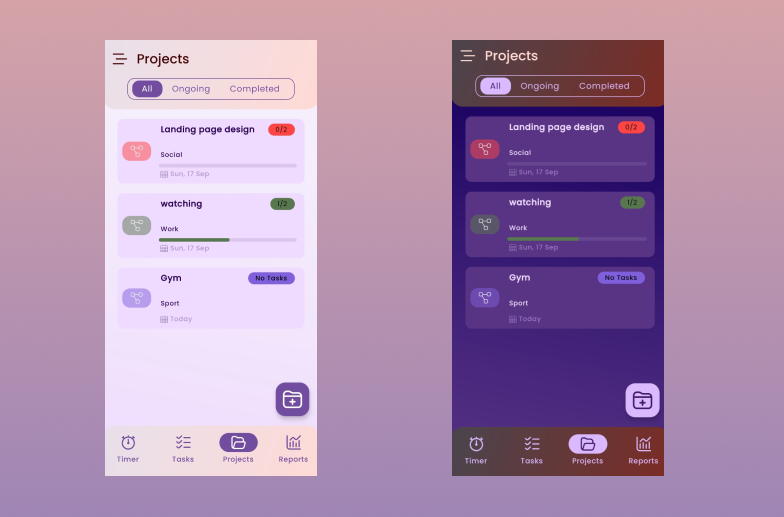 Projects
All Ongoing Completed
Landing page design 0/2
Social
Sun, 17 Sep
watching 1/2
Work
Sun, 17 Sep
Gym No Tasks
Sport
Today
Timer Tasks Projects Reports
Projects
All Ongoing Completed
Landing page design 0/2
Social
Sun, 17 Sep
watching 1/2
Work
Sun, 17 Sep
Gym No Tasks
Sport
Today
Timer Tasks Projects Reports